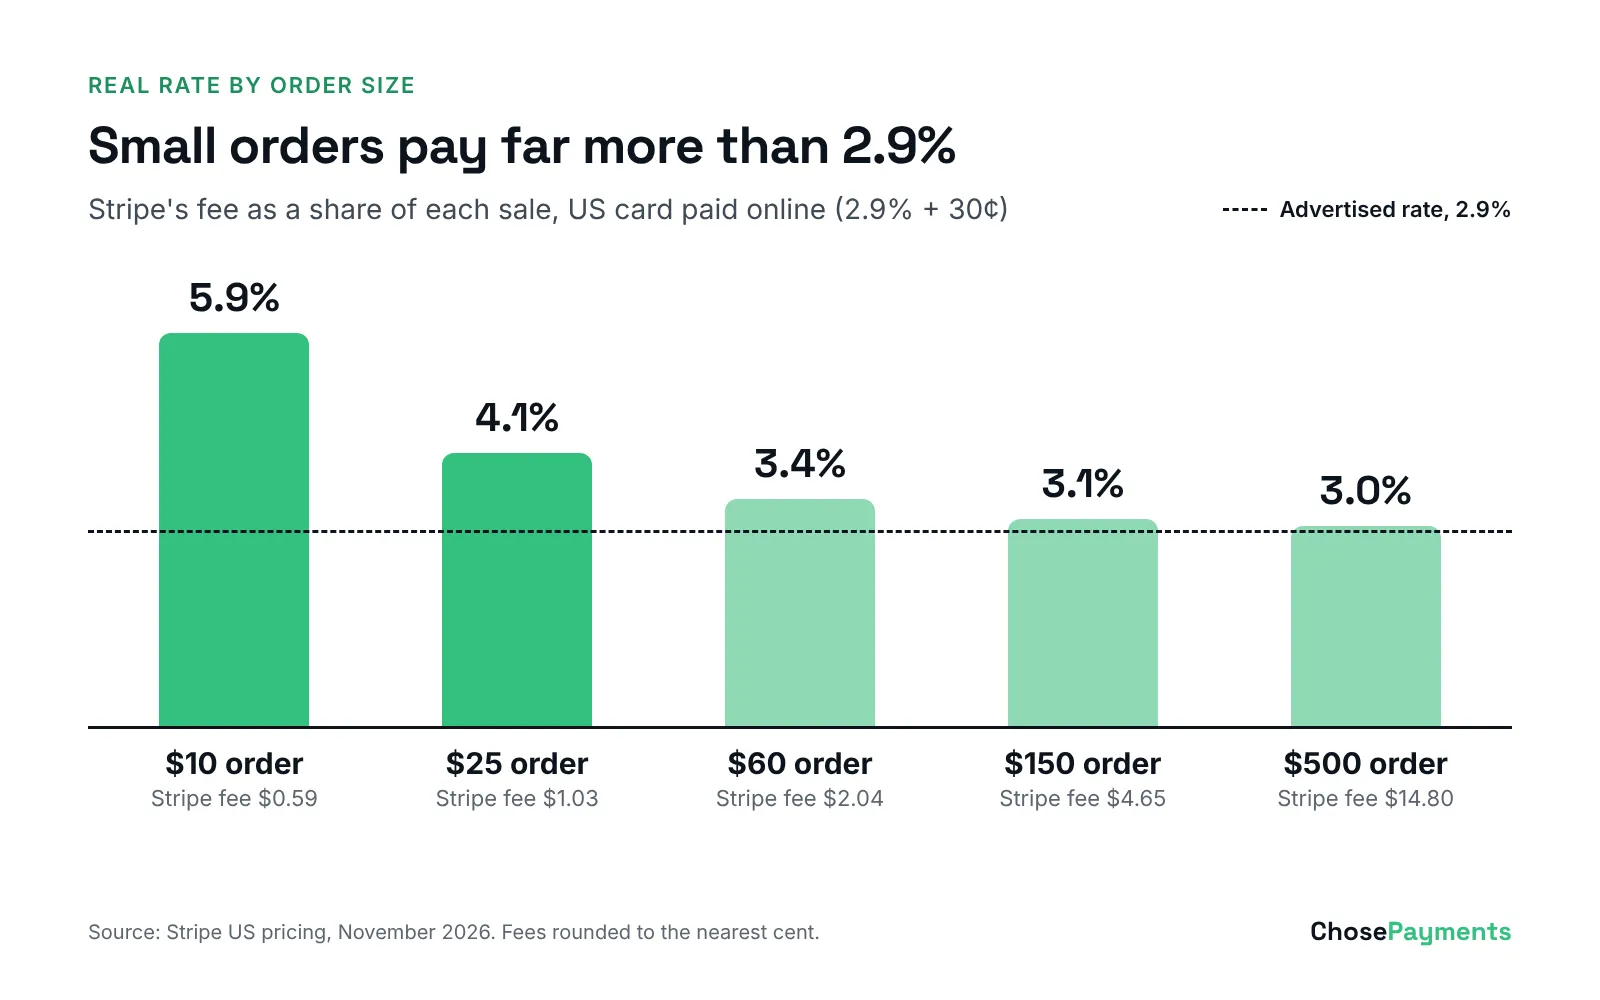 REAL RATE BY ORDER SIZE
Small orders pay far more than 2.9%
Stripe's fee as a share of each sale, US card paid online (2.9% + 30¢)
Advertised rate, 2.9%
5.9%
4.1%
3.4%
3.1%
3.0%
$10 order
Stripe fee $0.59
$25 order
Stripe fee $1.03
$60 order
Stripe fee $2.04
$150 order
Stripe fee $4.65
$500 order
Stripe fee $14.80
Source: Stripe US pricing, November 2026. Fees rounded to the nearest cent.
ChosePayments